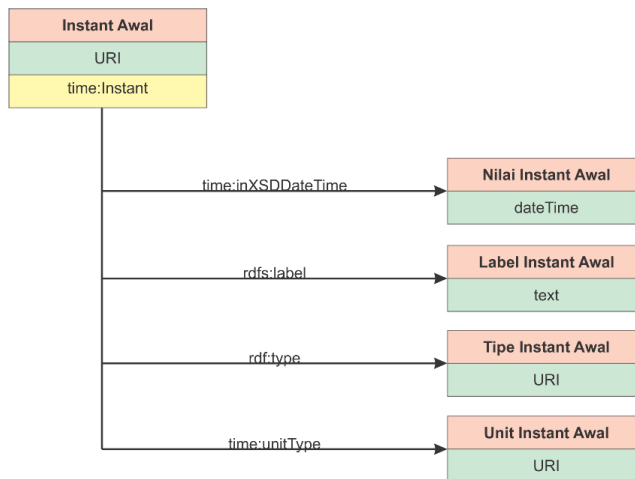 Instant Awal
URI
time:Instant
time:inXSDDateTime
Nilai Instant Awal
dateTime
rdfs:label
Label Instant Awal
text
rdf:type
Tipe Instant Awal
URI
time:unitType
Unit Instant Awal
URI